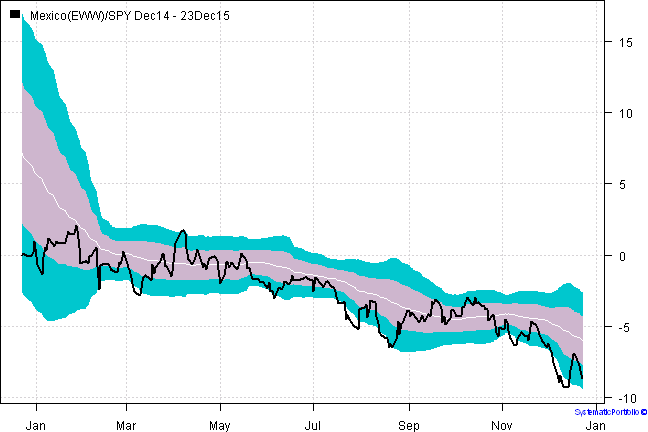 Mexico(EWW)/SPY Dec14 - 23Dec15
15
10
5
0
-5
-10
Jan
Mar
May
Jul
Sep
Nov
Jan
SystematicPortfolio ©